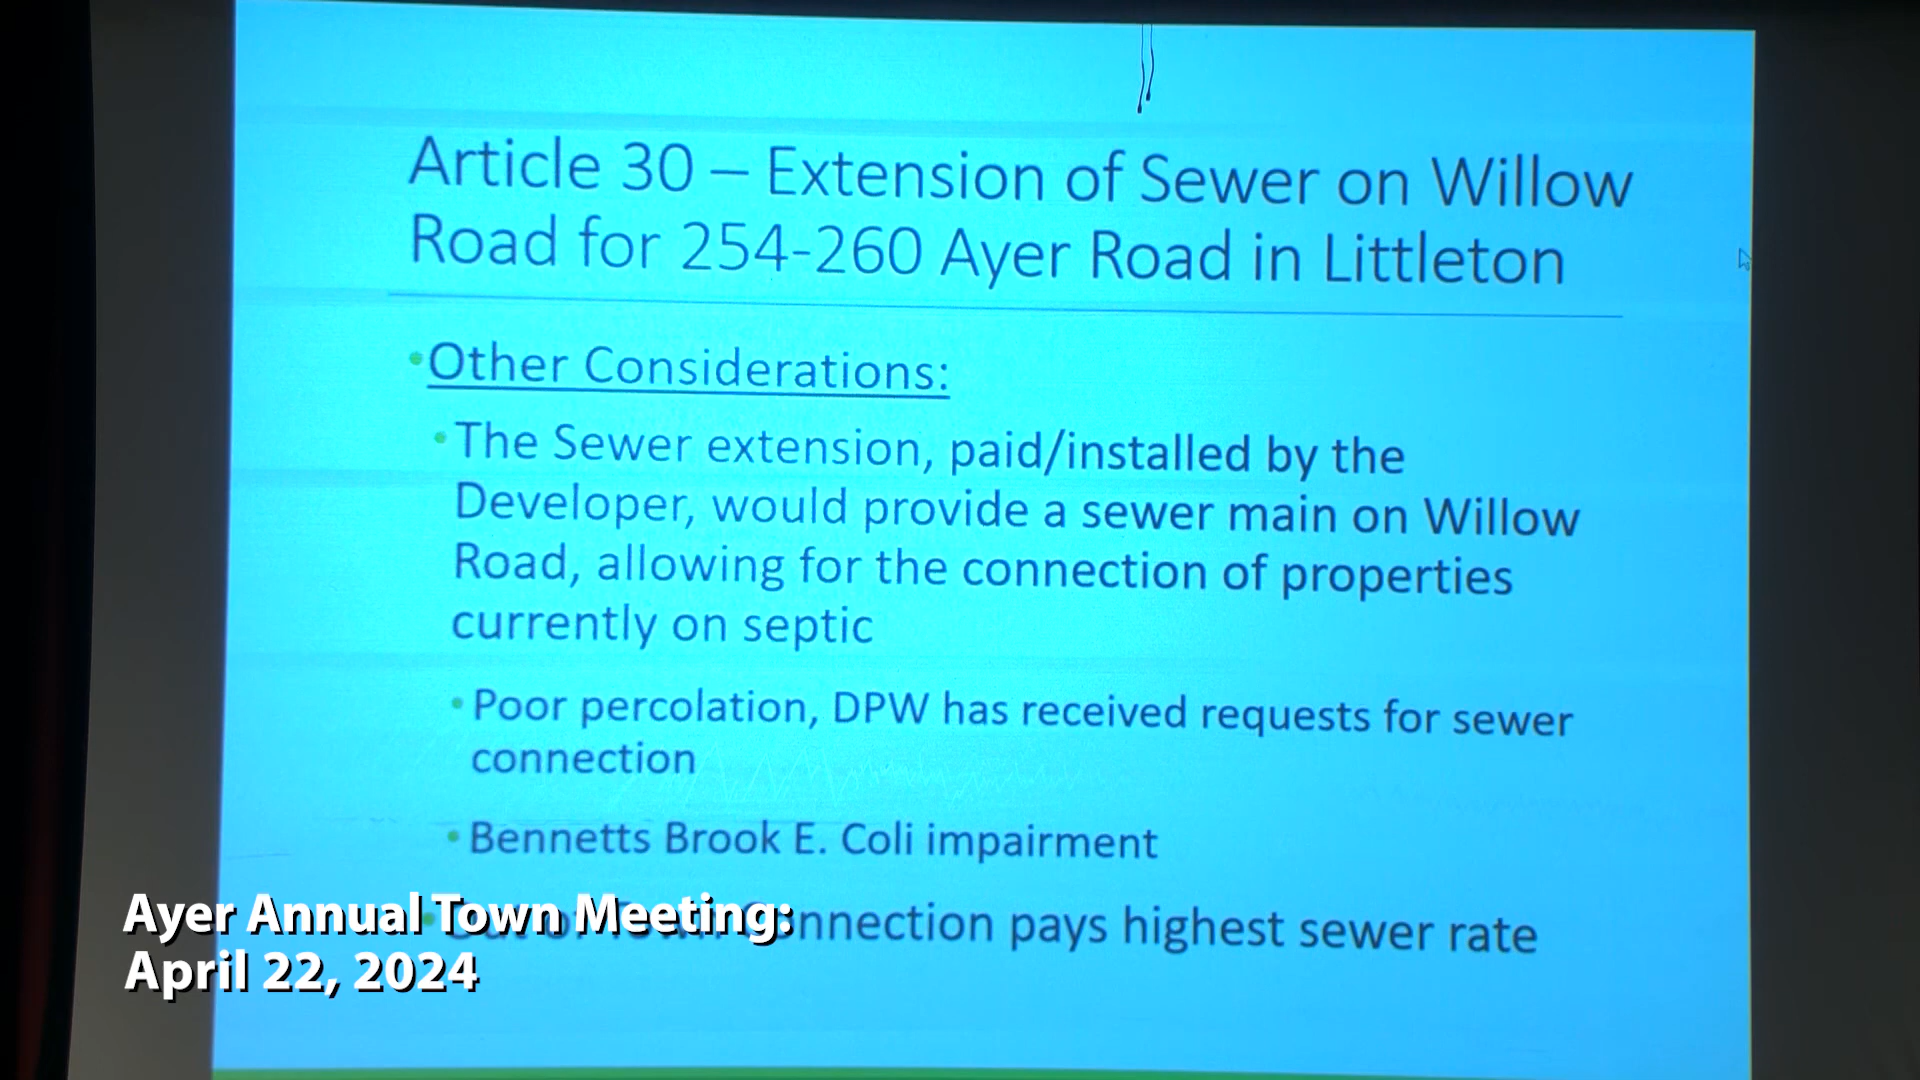 Article 30 – Extension of Sewer on Willow
Road for 254-260 Ayer Road in Littleton
•Other Considerations:
•The Sewer extension, paid/installed by the
Developer, would provide a sewer main on Willow
Road, allowing for the connection of properties
currently on septic
•Poor percolation, DPW has received requests for sewer
connection
•Bennetts Brook E. Coli impairment
pays highest sewer rate
Ayer Annual Town Meeting:
April 22, 2024